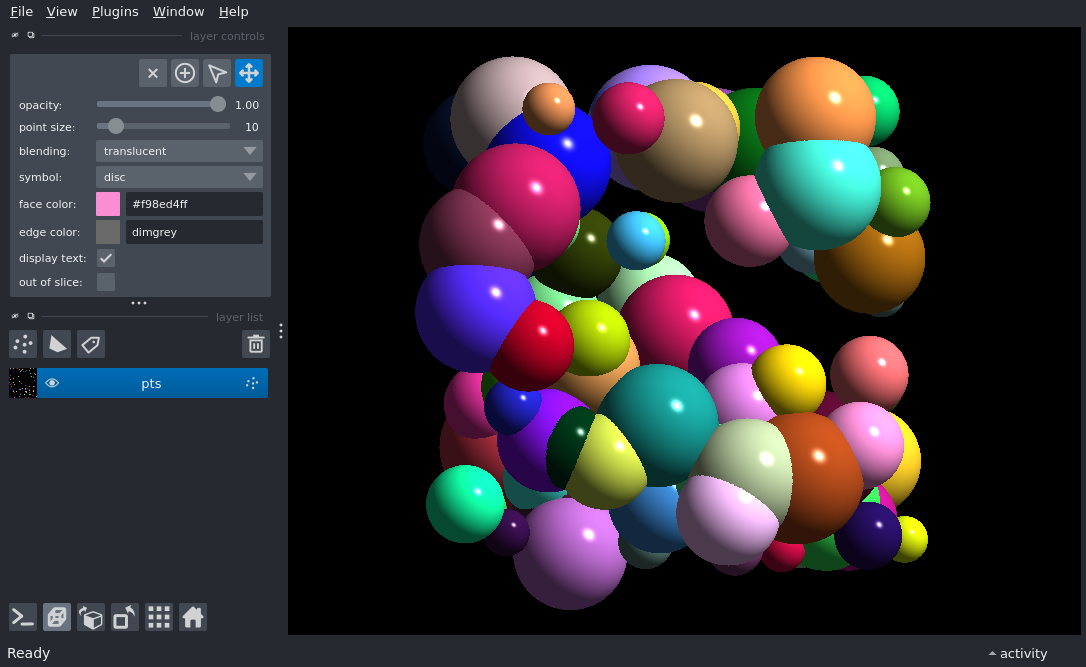 File View Plugins Window Help
layer controls
opacity: 1.00
point size: 10
blending: translucent
symbol: disc
face color: #f98ed4ff
edge color: dimgrey
display text:
out of slice:
layer list
pts
Ready
activity